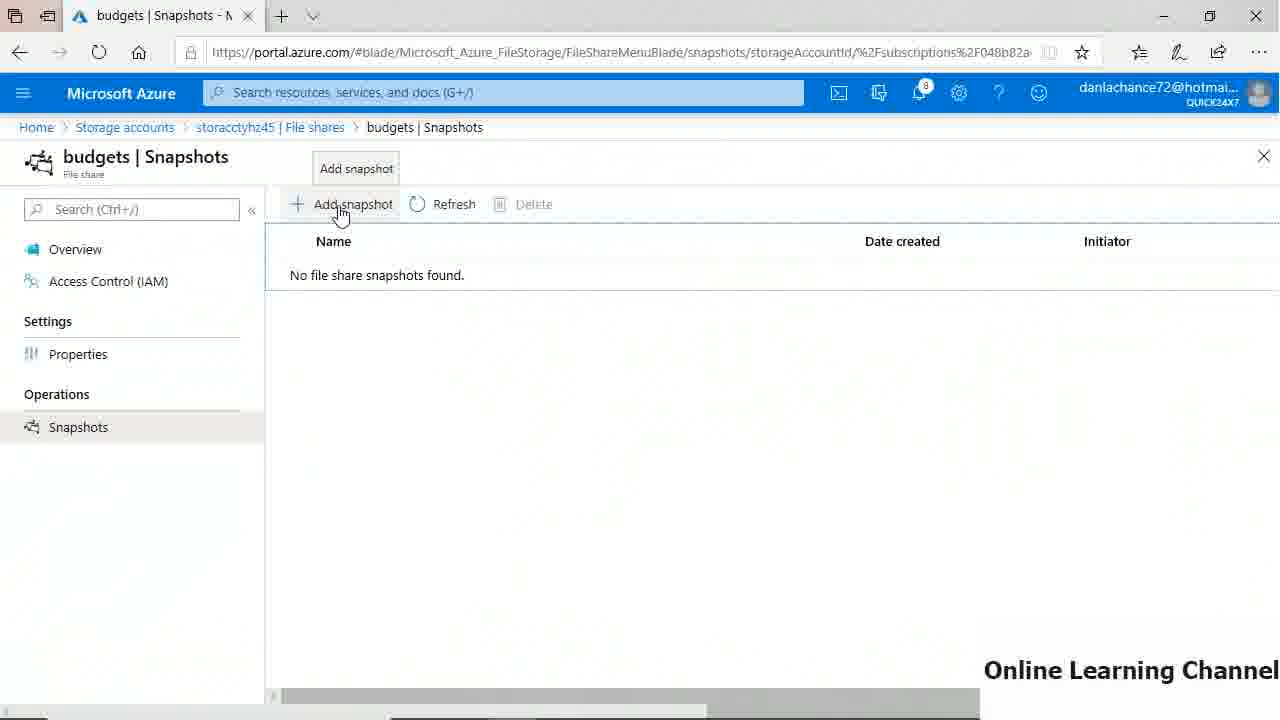 budgets | Snapshots - N
https://portal.azure.com/#blade/Microsoft_Azure_FileStorage/FileShareMenuBlade/snapshots/storageAccountId/%2Fsubscriptions%2F048b82a
Microsoft Azure
Search resources, services, and docs (G+/)
8
danlachance72@hotmai...
QUICK24X7
Home > Storage accounts > storacctyhz45 | File shares > budgets | Snapshots
budgets | Snapshots
File share
Add snapshot
Search (Ctrl+/)
«
Add snapshot
Refresh
Delete
Overview
Access Control (IAM)
Settings
Properties
Operations
Snapshots
Name
Date created
Initiator
No file share snapshots found.
Online Learning Channel